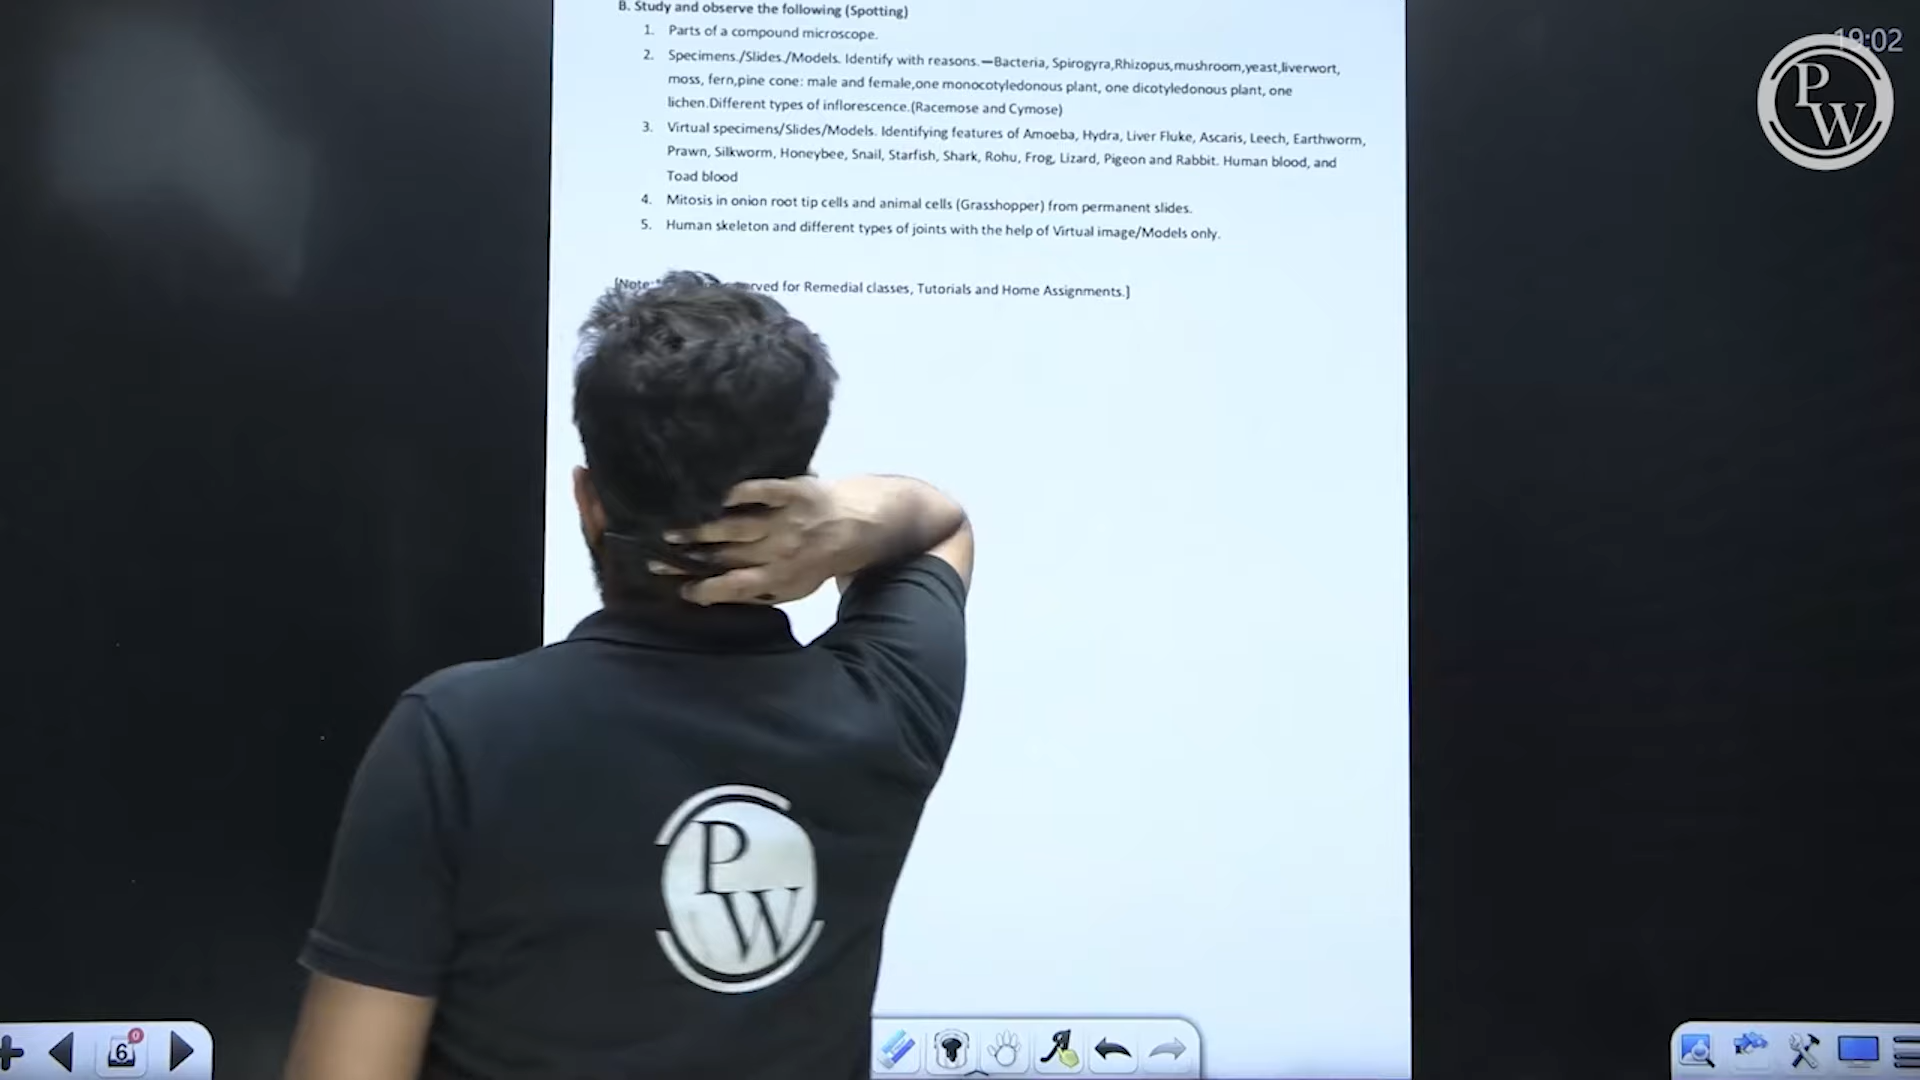 B. Study and observe the following (Spotting)
1. Parts of a compound microscope.
2. Specimens./Slides./Models. Identify with reasons.—Bacteria, Spirogyra,Rhizopus,mushroom,yeast,liverwort,
moss, fern,pine cone: male and female,one monocotyledonous plant, one dicotyledonous plant, one
lichen.Different types of inflorescence.(Racemose and Cymose)
3. Virtual specimens/Slides/Models. Identifying features of Amoeba, Hydra, Liver Fluke, Ascaris, Leech, Earthworm,
Prawn, Silkworm, Honeybee, Snail, Starfish, Shark, Rohu, Frog, Lizard, Pigeon and Rabbit. Human blood, and
Toad blood
4. Mitosis in onion root tip cells and animal cells (Grasshopper) from permanent slides.
5. Human skeleton and different types of joints with the help of Virtual image/Models only.
[Note: for Remedial classes, Tutorials and Home Assignments.]
19:02
PW
PW
6
0